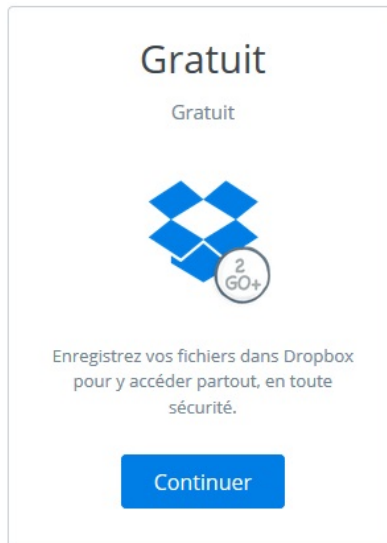 Gratuit
Gratuit
2
GO+
Enregistrez vos fichiers dans Dropbox
pour y accéder partout, en toute
sécurité.
Continuer